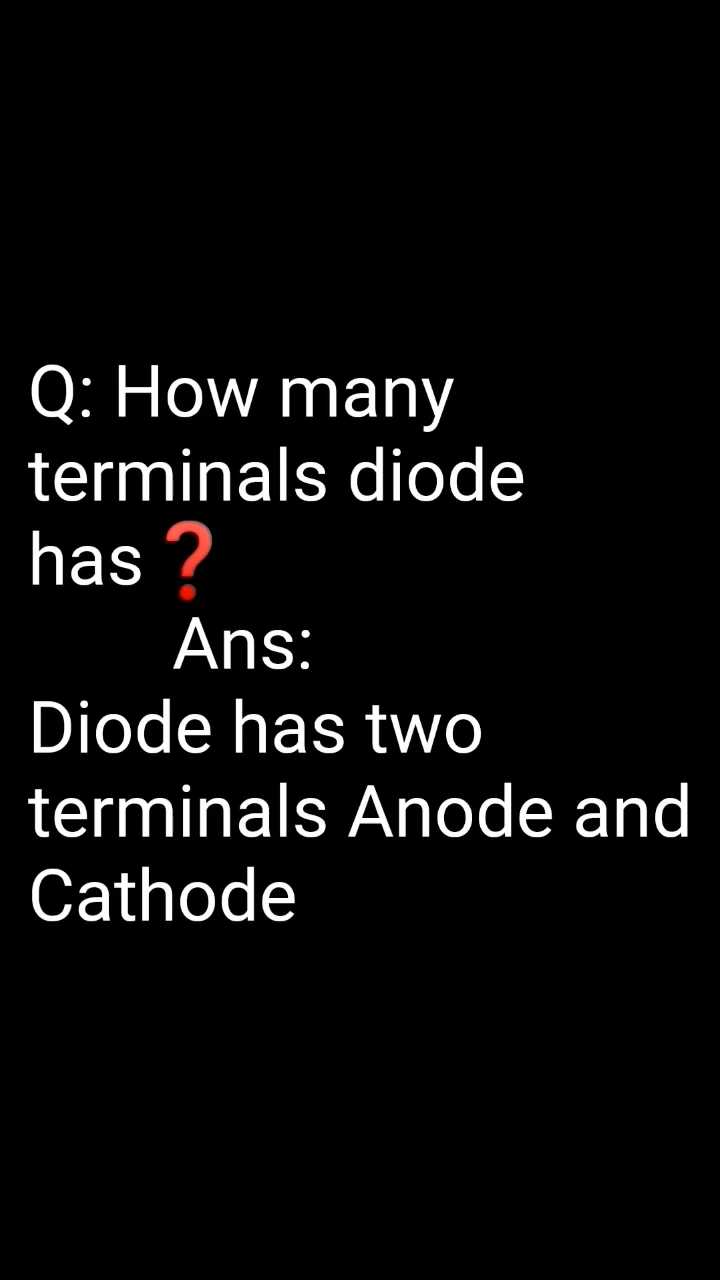 Q: How many
terminals diode
has ❓
Ans:
Diode has two
terminals Anode and
Cathode